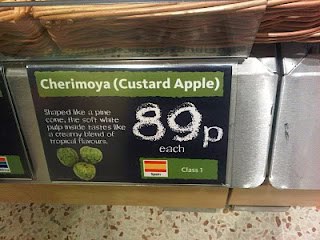 Cherimoya (Custard Apple)
Shaped like a pine
cone, the soft white
pulp inside tastes like
a creamy blend of
tropical flavours.
89p
each
Spain
Class 1